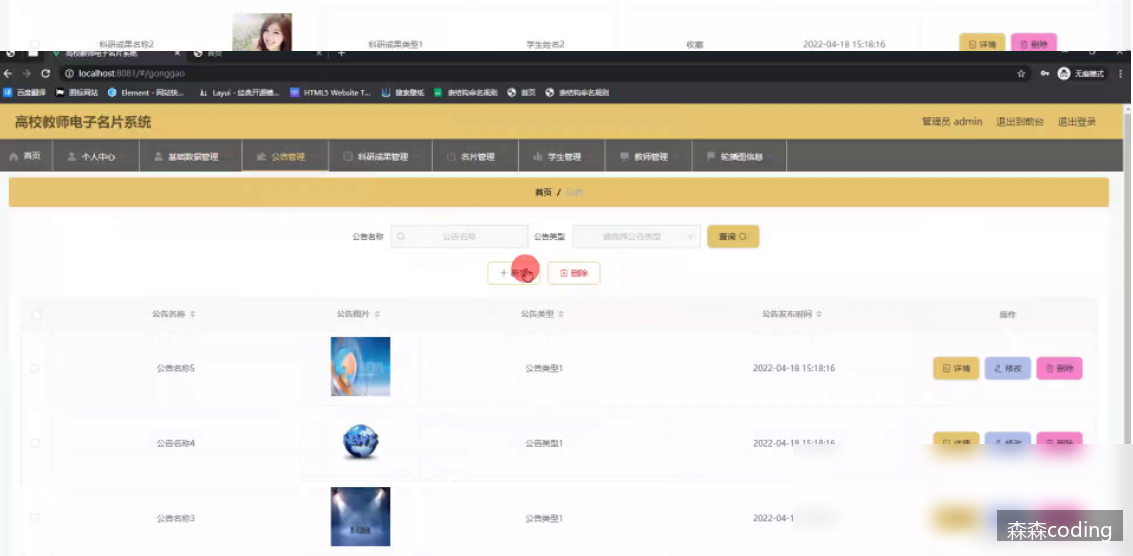 科研成果名称2 科研成果类型1 学生姓名2 收藏 2022-04-18 15:18:16 详情 删除
高校教师电子名片系统 首页
localhost:8081/#/gonggao 无痕模式
百度翻译 图标网站 Element - 网站快... Layui - 经典开源模... HTML5 Website T... 搜索壁纸 表结构命名规则 首页 表结构命名规则
高校教师电子名片系统 管理员 admin 退出到前台 退出登录
首页 个人中心 基础数据管理 公告管理 科研成果管理 名片管理 学生管理 教师管理 轮播图信息
首页 /
公告名称 公告名称 公告类型 请选择公告类型 查询
删除
公告名称 公告图片 公告类型 公告发布时间 操作
公告名称5 公告类型1 2022-04-18 15:18:16 详情 修改 删除
公告名称4 公告类型1 2022-04-18 15:18:16 详情 修改 删除
公告名称3 公告类型1 2022-04-1
森森coding